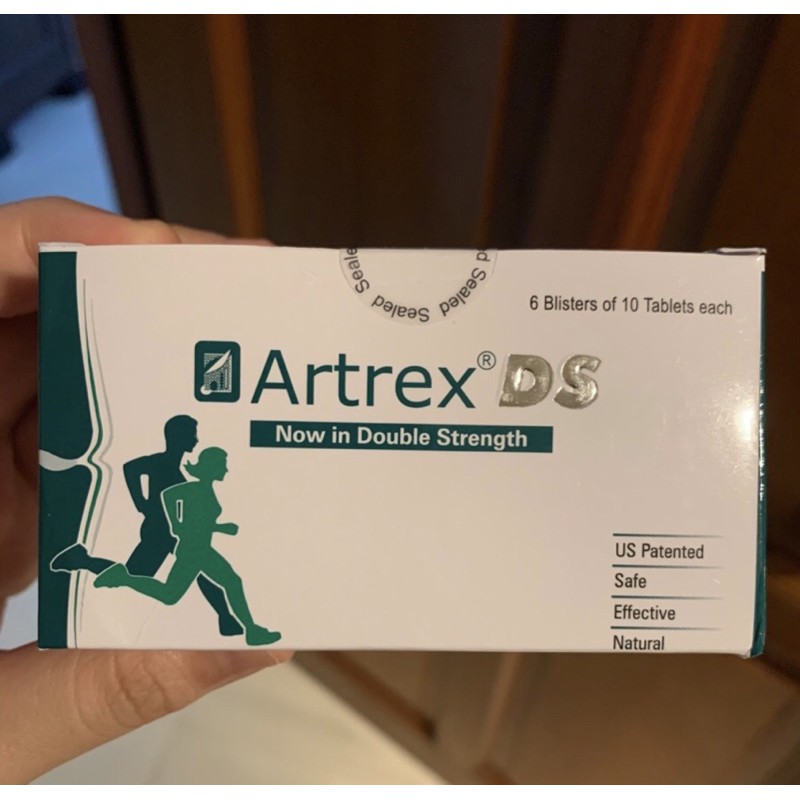 Sealed Sealed Sealed
6 Blisters of 10 Tablets each
Artrex® DS
Now in Double Strength
US Patented
Safe
Effective
Natural